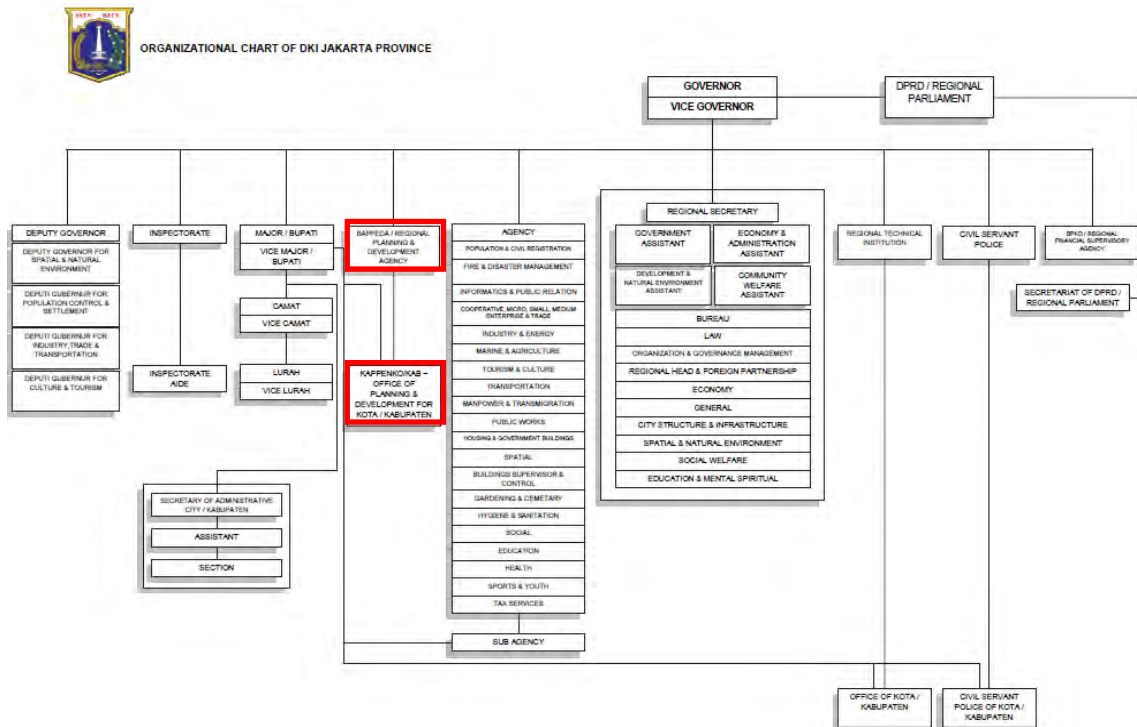 JAYA RAYA
ORGANIZATIONAL CHART OF DKI JAKARTA PROVINCE
GOVERNOR
VICE GOVERNOR
DPRD / REGIONAL
PARLIAMENT
DEPUTY GOVERNOR
DEPUTY GOVERNOR FOR
SPATIAL & NATURAL
ENVIRONMENT
DEPUTI GUBERNUR FOR
POPULATION CONTROL &
SETTLEMENT
DEPUTI GUBERNUR FOR
INDUSTRY,TRADE &
TRANSPORTATION
DEPUTI GUBERNUR FOR
CULTURE & TOURISM
INSPECTORATE
INSPECTORATE
AIDE
MAJOR / BUPATI
VICE MAJOR /
BUPATI
CAMAT
VICE CAMAT
LURAH
VICE LURAH
SECRETARY OF ADMINISTRATIVE
CITY / KABUPATEN
ASSISTANT
SECTION
BAPPEDA / REGIONAL
PLANNING &
DEVELOPMENT
AGENCY
KAPPENKO/KAB –
OFFICE OF
PLANNING &
DEVELOPMENT FOR
KOTA / KABUPATEN
AGENCY
POPULATION & CIVIL REGISTRATION
FIRE & DISASTER MANAGEMENT
INFORMATICS & PUBLIC RELATION
COOPERATIVE, MICRO, SMALL, MEDIUM
ENTERPRISE & TRADE
INDUSTRY & ENERGY
MARINE & AGRICULTURE
TOURISM & CULTURE
TRANSPORTATION
MANPOWER & TRANSMIGRATION
PUBLIC WORKS
HOUSING & GOVERNMENT BUILDINGS
SPATIAL
BUILDINGS SUPERVISOR &
CONTROL
GARDENING & CEMETARY
HYGIENE & SANITATION
SOCIAL
EDUCATION
HEALTH
SPORTS & YOUTH
TAX SERVICES
SUB AGENCY
REGIONAL SECRETARY
GOVERNMENT
ASSISTANT
ECONOMY &
ADMINISTRATION
ASSISTANT
DEVELOPMENT &
NATURAL ENVIRONMENT
ASSISTANT
COMMUNITY
WELFARE
ASSISTANT
BUREAU
LAW
ORGANIZATION & GOVERNANCE MANAGEMENT
REGIONAL HEAD & FOREIGN PARTNERSHIP
ECONOMY
GENERAL
CITY STRUCTURE & INFRASTRUCTURE
SPATIAL & NATURAL ENVIRONMENT
SOCIAL WELFARE
EDUCATION & MENTAL SPIRITUAL
REGIONAL TECHNICAL
INSTITUTION
CIVIL SERVANT
POLICE
BPKD / REGIONAL
FINANCIAL SUPERVISORY
AGENCY
SECRETARIAT OF DPRD /
REGIONAL PARLIAMENT
OFFICE OF KOTA /
KABUPATEN
CIVIL SERVANT
POLICE OF KOTA /
KABUPATEN